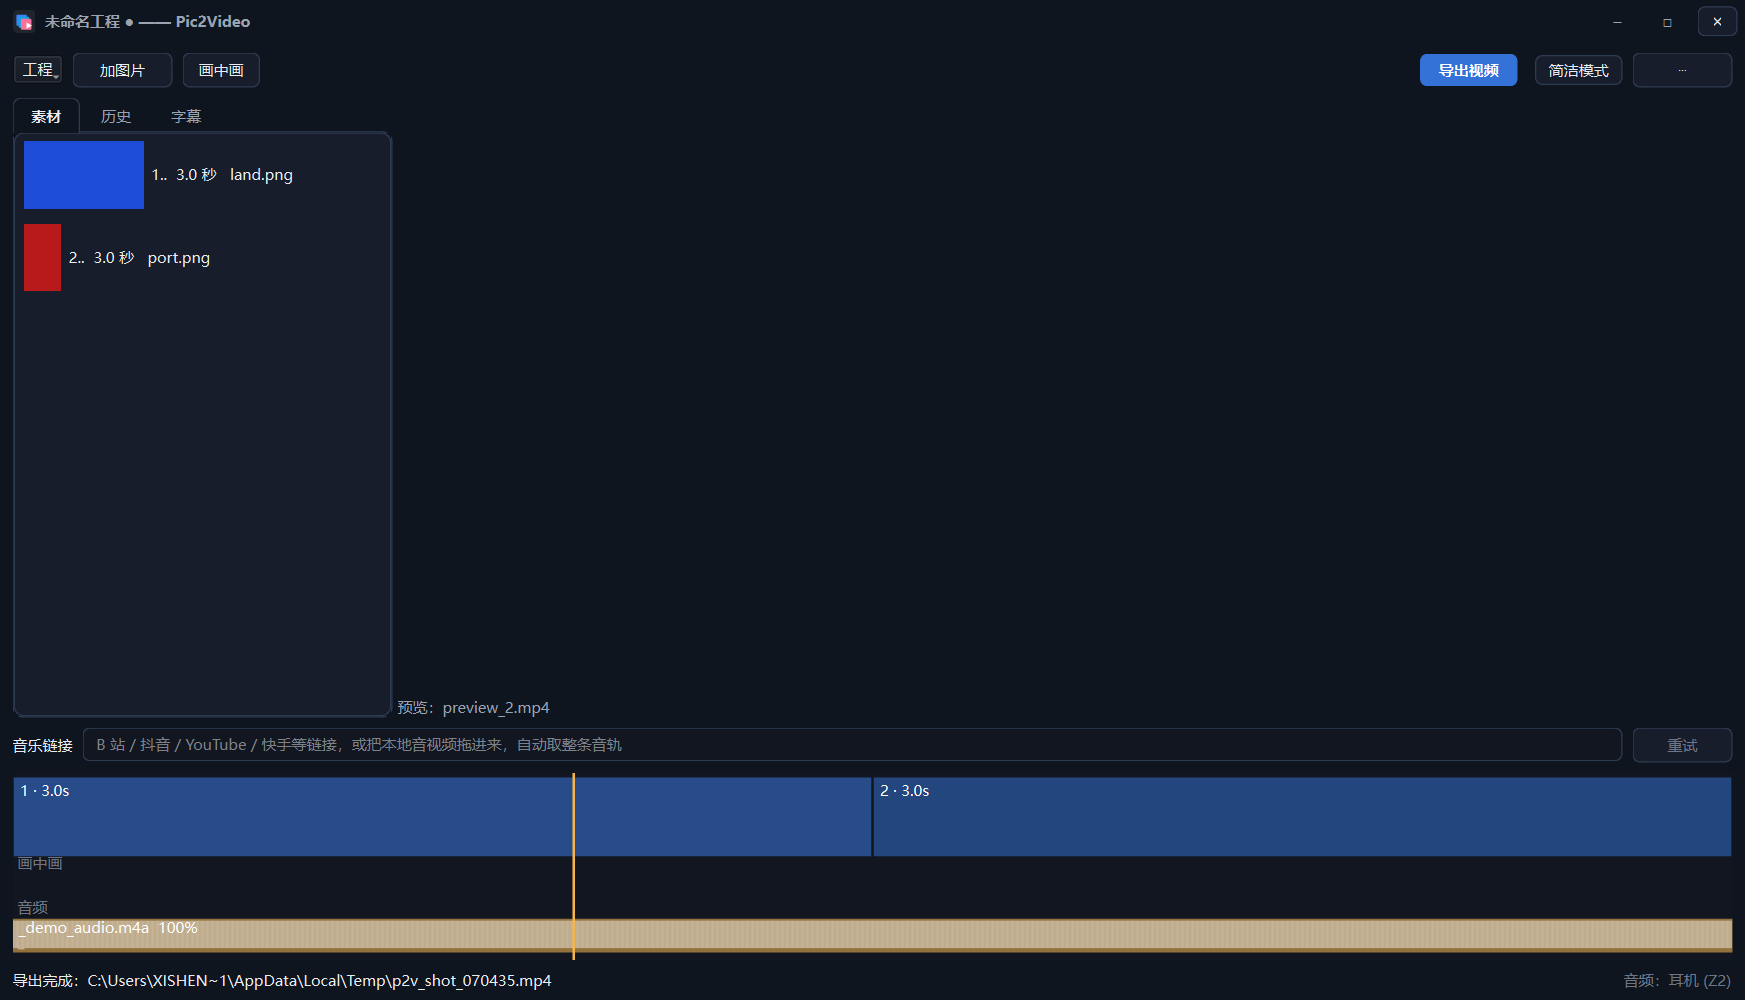 未命名工程 ● —— Pic2Video
工程 加图片 画中画 导出视频 简洁模式 ...
素材 历史 字幕
1.. 3.0 秒 land.png
2.. 3.0 秒 port.png
预览：preview_2.mp4
音乐链接 B 站 / 抖音 / YouTube / 快手等链接，或把本地音视频拖进来，自动取整条音轨 重试
1 · 3.0s 2 · 3.0s
画中画
音频
_demo_audio.m4a 100%
导出完成：C:\Users\XISHEN~1\AppData\Local\Temp\p2v_shot_070435.mp4 音频：耳机 (Z2)